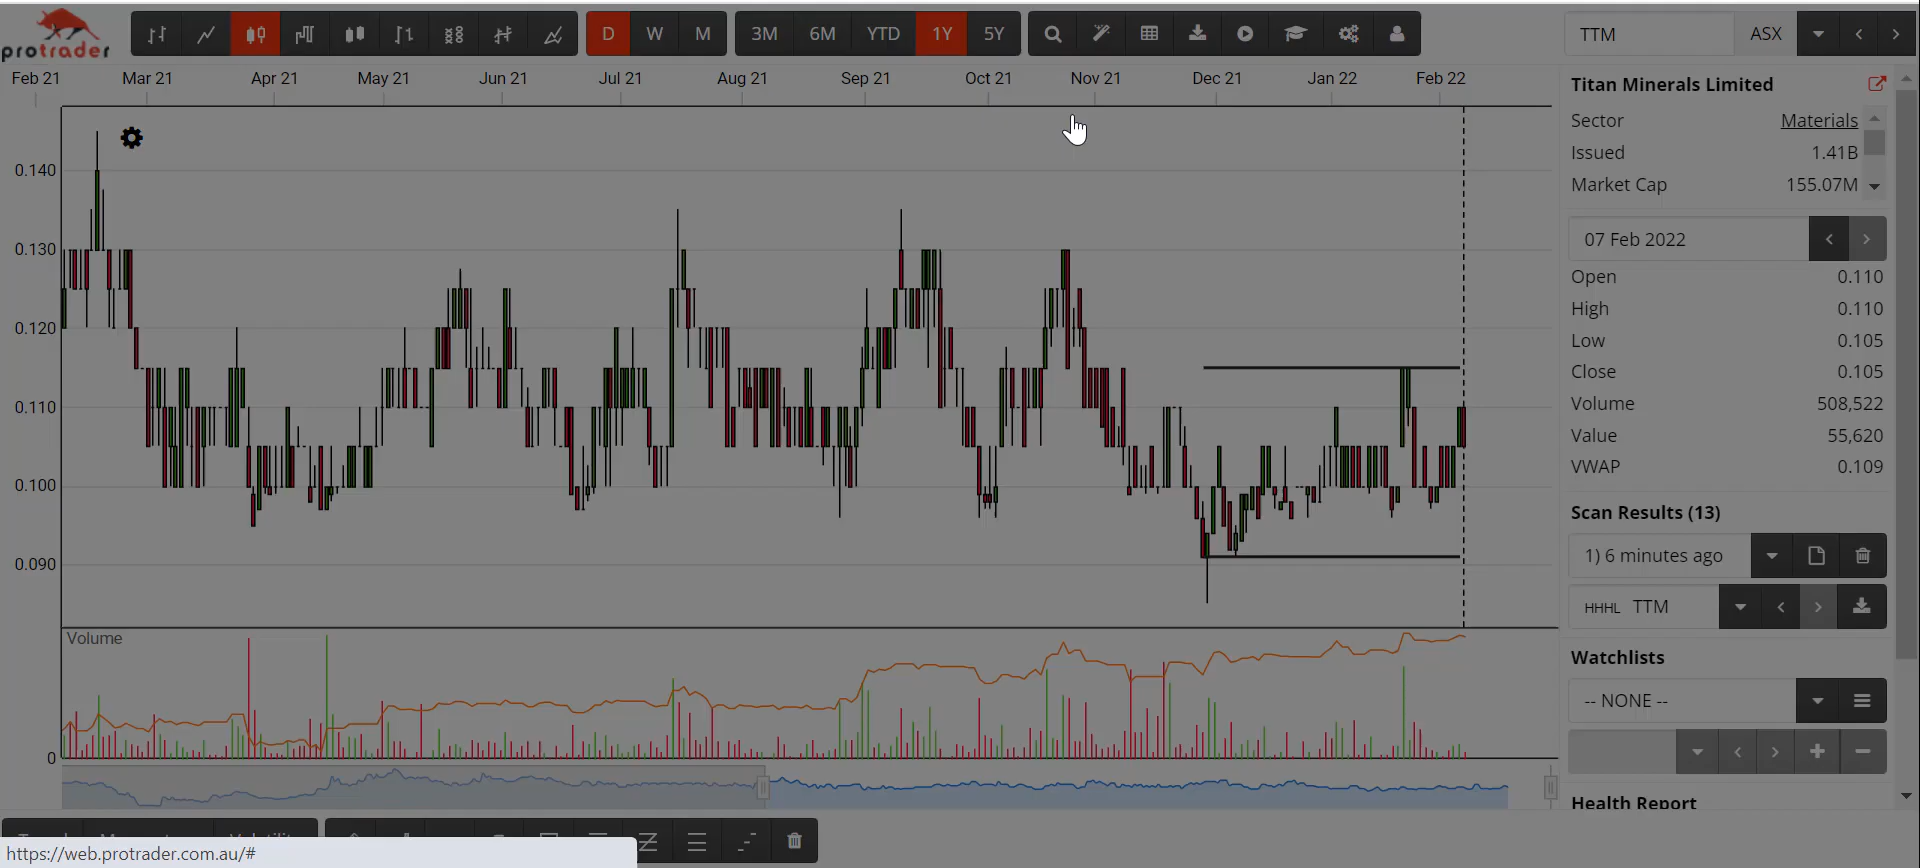 protrader
D W M 3M 6M YTD 1Y 5Y
TTM ASX
Feb 21 Mar 21 Apr 21 May 21 Jun 21 Jul 21 Aug 21 Sep 21 Oct 21 Nov 21 Dec 21 Jan 22 Feb 22
0.140
0.130
0.120
0.110
0.100
0.090
Volume
0
Titan Minerals Limited
Sector Materials
Issued 1.41B
Market Cap 155.07M
07 Feb 2022
Open 0.110
High 0.110
Low 0.105
Close 0.105
Volume 508,522
Value 55,620
VWAP 0.109
Scan Results (13)
1) 6 minutes ago
HHHL TTM
Watchlists
-- NONE --
Health Report
https://web.protrader.com.au/#